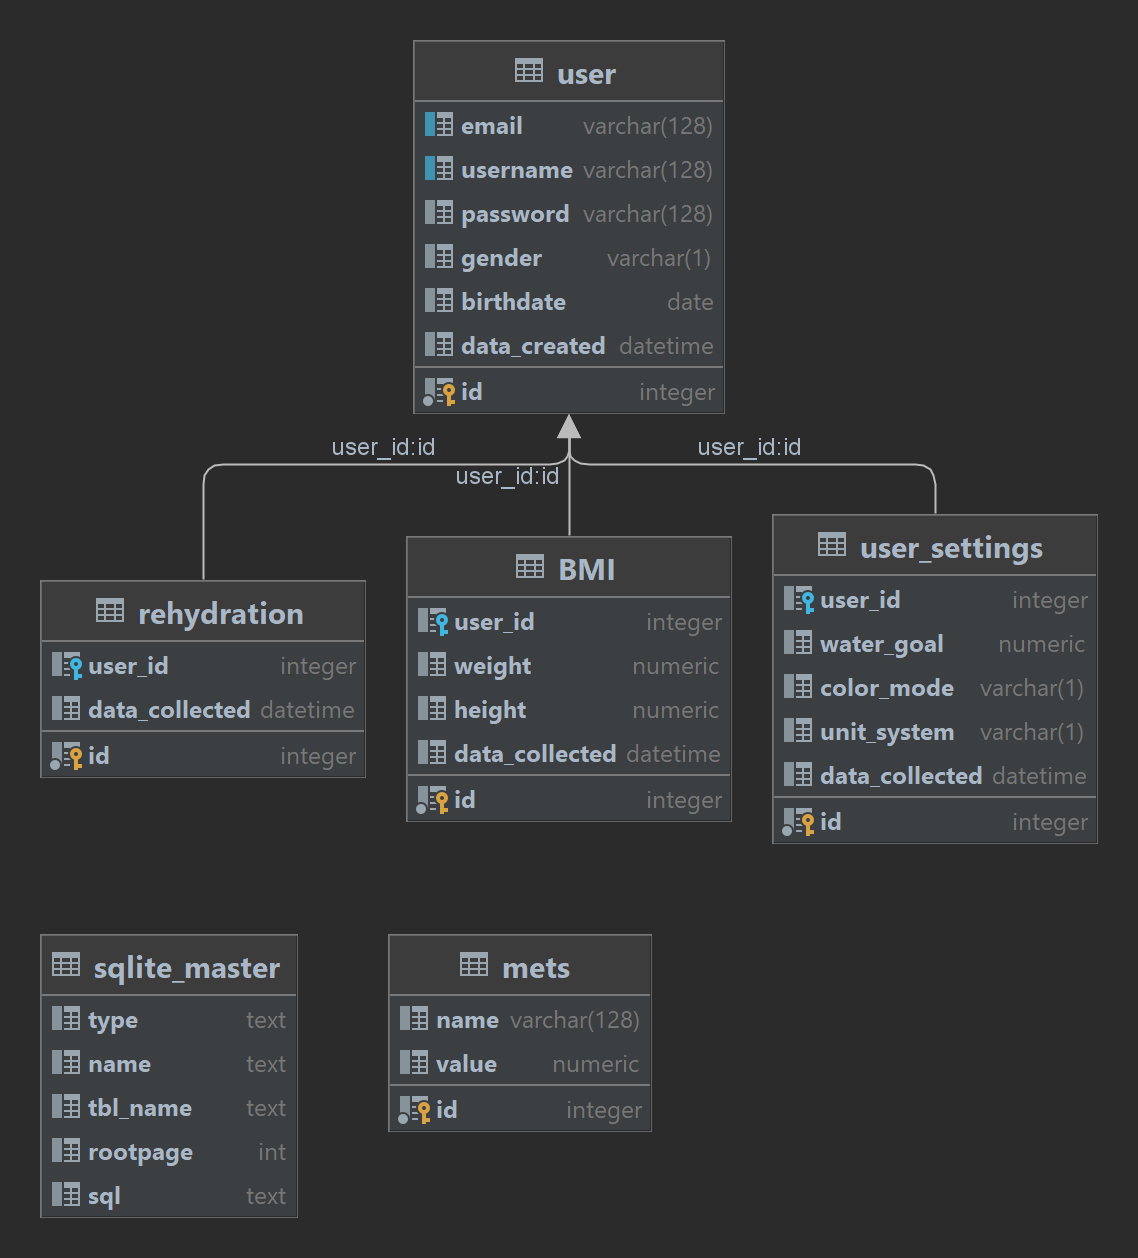 user
email varchar(128)
username varchar(128)
password varchar(128)
gender varchar(1)
birthdate date
data_created datetime
id integer
user_id:id
user_id:id
user_id:id
rehydration
user_id integer
data_collected datetime
id integer
BMI
user_id integer
weight numeric
height numeric
data_collected datetime
id integer
user_settings
user_id integer
water_goal numeric
color_mode varchar(1)
unit_system varchar(1)
data_collected datetime
id integer
sqlite_master
type text
name text
tbl_name text
rootpage int
sql text
mets
name varchar(128)
value numeric
id integer